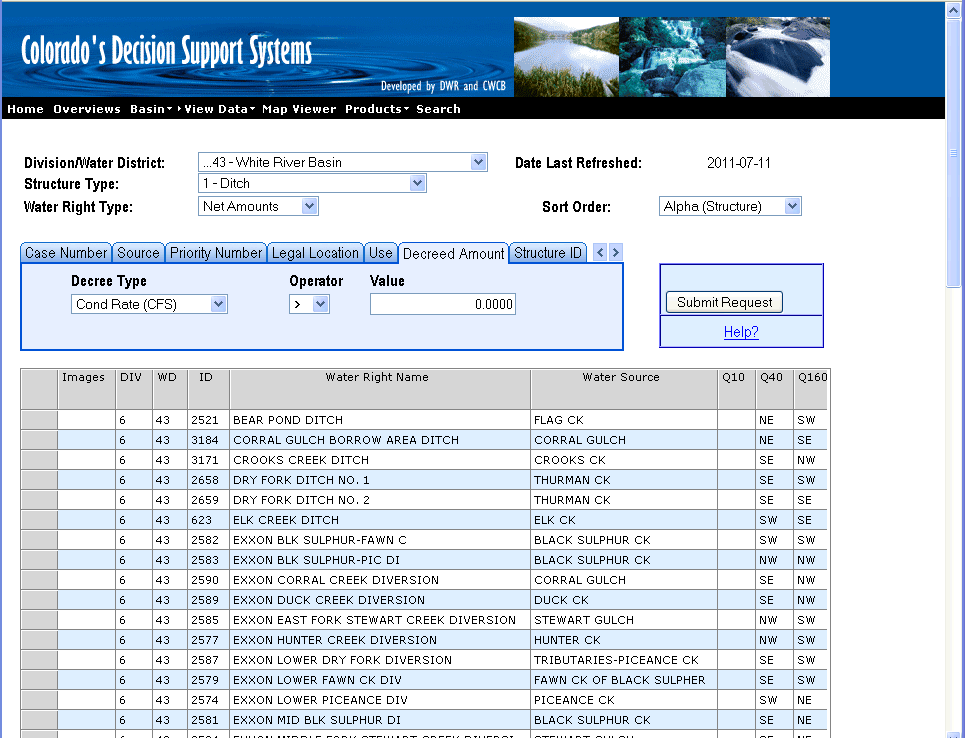 Colorado's Decision Support Systems
Developed by DWR and CWCB
Home Overviews Basin View Data Map Viewer Products Search
Division/Water District: ...43 - White River Basin Date Last Refreshed: 2011-07-11
Structure Type: 1 - Ditch
Water Right Type: Net Amounts Sort Order: Alpha (Structure)
Case Number Source Priority Number Legal Location Use Decreed Amount Structure ID < >
Decree Type Operator Value
Cond Rate (CFS) > 0.0000
Submit Request
Help?
Images DIV WD ID Water Right Name Water Source Q10 Q40 Q160
6 43 2521 BEAR POND DITCH FLAG CK NE SW
6 43 3184 CORRAL GULCH BORROW AREA DITCH CORRAL GULCH NE SE
6 43 3171 CROOKS CREEK DITCH CROOKS CK SE NW
6 43 2658 DRY FORK DITCH NO. 1 THURMAN CK SE SW
6 43 2659 DRY FORK DITCH NO. 2 THURMAN CK SE SE
6 43 623 ELK CREEK DITCH ELK CK SW SE
6 43 2582 EXXON BLK SULPHUR-FAWN C BLACK SULPHUR CK SW SW
6 43 2583 EXXON BLK SULPHUR-PIC DI BLACK SULPHUR CK NW NW
6 43 2590 EXXON CORRAL CREEK DIVERSION CORRAL GULCH SE NW
6 43 2589 EXXON DUCK CREEK DIVERSION DUCK CK SE NW
6 43 2585 EXXON EAST FORK STEWART CREEK DIVERSION STEWART GULCH NW SW
6 43 2577 EXXON HUNTER CREEK DIVERSION HUNTER CK NW SW
6 43 2587 EXXON LOWER DRY FORK DIVERSION TRIBUTARIES-PICEANCE CK SE SW
6 43 2579 EXXON LOWER FAWN CK DIV FAWN CK OF BLACK SULPHER SE SW
6 43 2574 EXXON LOWER PICEANCE DIV PICEANCE CK SW NE
6 43 2581 EXXON MID BLK SULPHUR DI BLACK SULPHUR CK SE NE